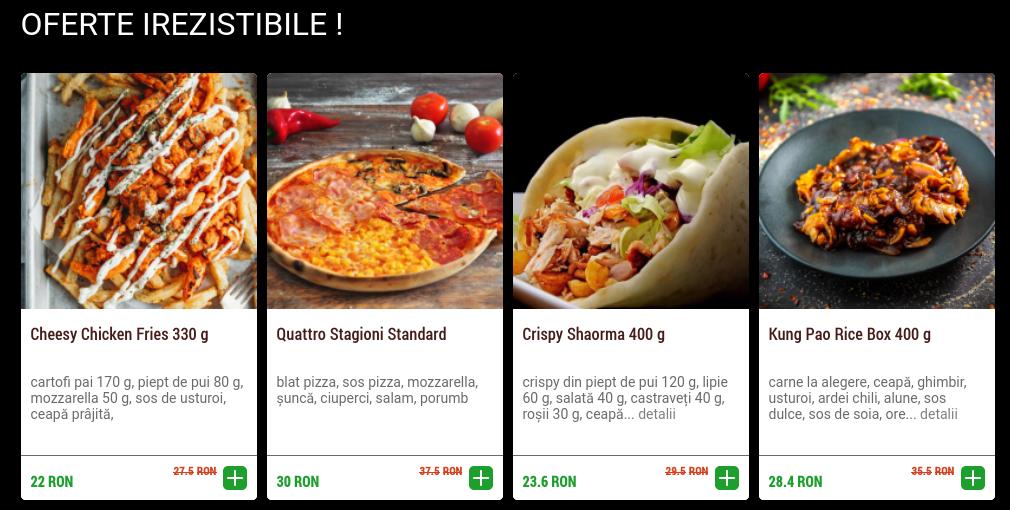 OFERTE IREZISTIBILE !
Cheesy Chicken Fries 330 g
cartofi pai 170 g, piept de pui 80 g,
mozzarella 50 g, sos de usturoi,
ceapă prăjită,
27.5 RON
22 RON
Quattro Stagioni Standard
blat pizza, sos pizza, mozzarella,
șuncă, ciuperci, salam, porumb
37.5 RON
30 RON
Crispy Shaorma 400 g
crispy din piept de pui 120 g, lipie
60 g, salată 40 g, castraveți 40 g,
roșii 30 g, ceapă... detalii
29.5 RON
23.6 RON
Kung Pao Rice Box 400 g
carne la alegere, ceapă, ghimbir,
usturoi, ardei chili, alune, sos
dulce, sos de soia, ore... detalii
35.5 RON
28.4 RON